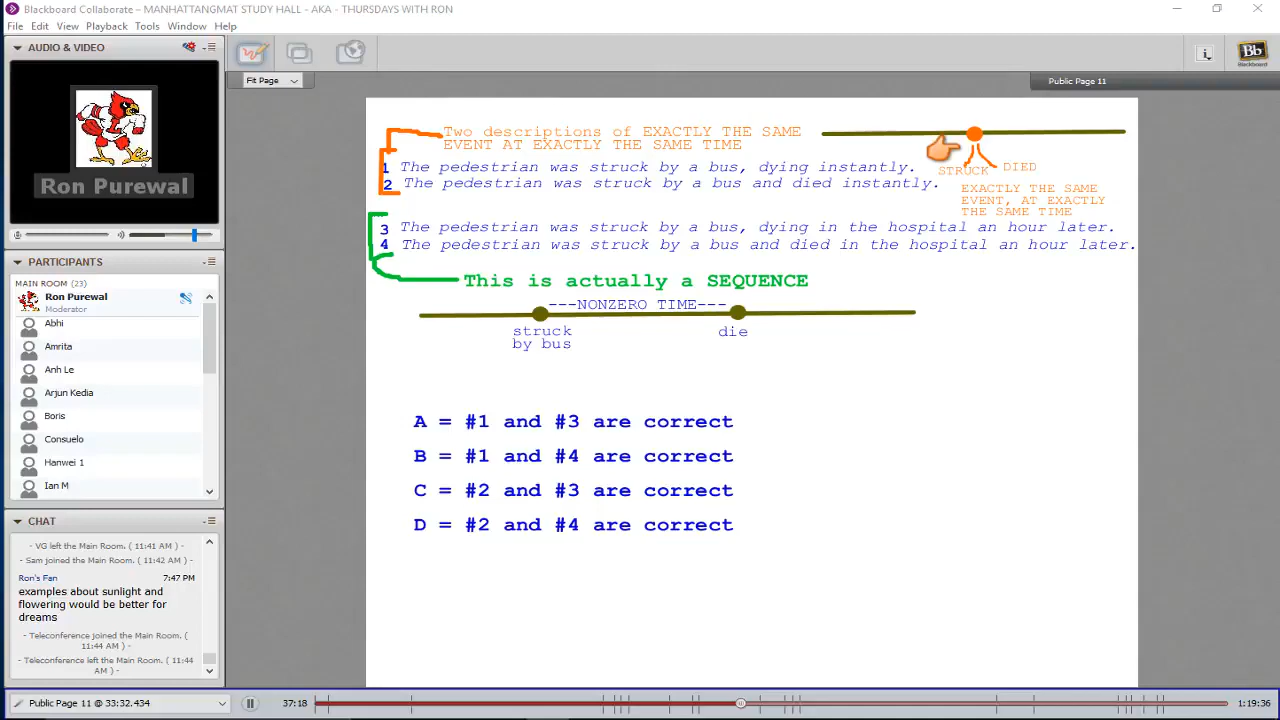 Blackboard Collaborate – MANHATTANGMAT STUDY HALL - AKA - THURSDAYS WITH RON
File Edit View Playback Tools Window Help
AUDIO & VIDEO
Ron Purewal
PARTICIPANTS
MAIN ROOM (23)
Ron Purewal
Moderator
Abhi
Amrita
Anh Le
Arjun Kedia
Boris
Consuelo
Hanwei 1
Ian M
CHAT
- VG left the Main Room. ( 11:41 AM ) -
- Sam joined the Main Room. ( 11:42 AM ) -
Ron's Fan 7:47 PM
examples about sunlight and
flowering would be better for
dreams
- Teleconference joined the Main Room. (
11:44 AM ) -
- Teleconference left the Main Room. ( 11:44
AM ) -
Fit Page
i
Bb
Blackboard
Public Page 11
Two descriptions of EXACTLY THE SAME
EVENT AT EXACTLY THE SAME TIME
1 The pedestrian was struck by a bus, dying instantly.
2 The pedestrian was struck by a bus and died instantly.
STRUCK DIED
EXACTLY THE SAME
EVENT, AT EXACTLY
THE SAME TIME
3 The pedestrian was struck by a bus, dying in the hospital an hour later.
4 The pedestrian was struck by a bus and died in the hospital an hour later.
This is actually a SEQUENCE
---NONZERO TIME---
struck
by bus
die
A = #1 and #3 are correct
B = #1 and #4 are correct
C = #2 and #3 are correct
D = #2 and #4 are correct
Public Page 11 @ 33:32.434
37:18
1:19:36